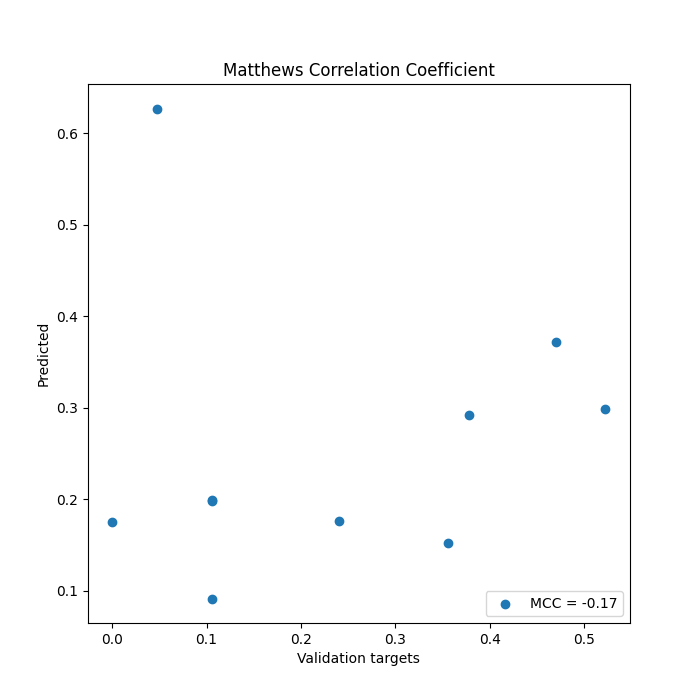 Matthews Correlation Coefficient
Predicted
0.6
0.5
0.4
0.3
0.2
0.1
MCC = -0.17
0.0 0.1 0.2 0.3 0.4 0.5
Validation targets